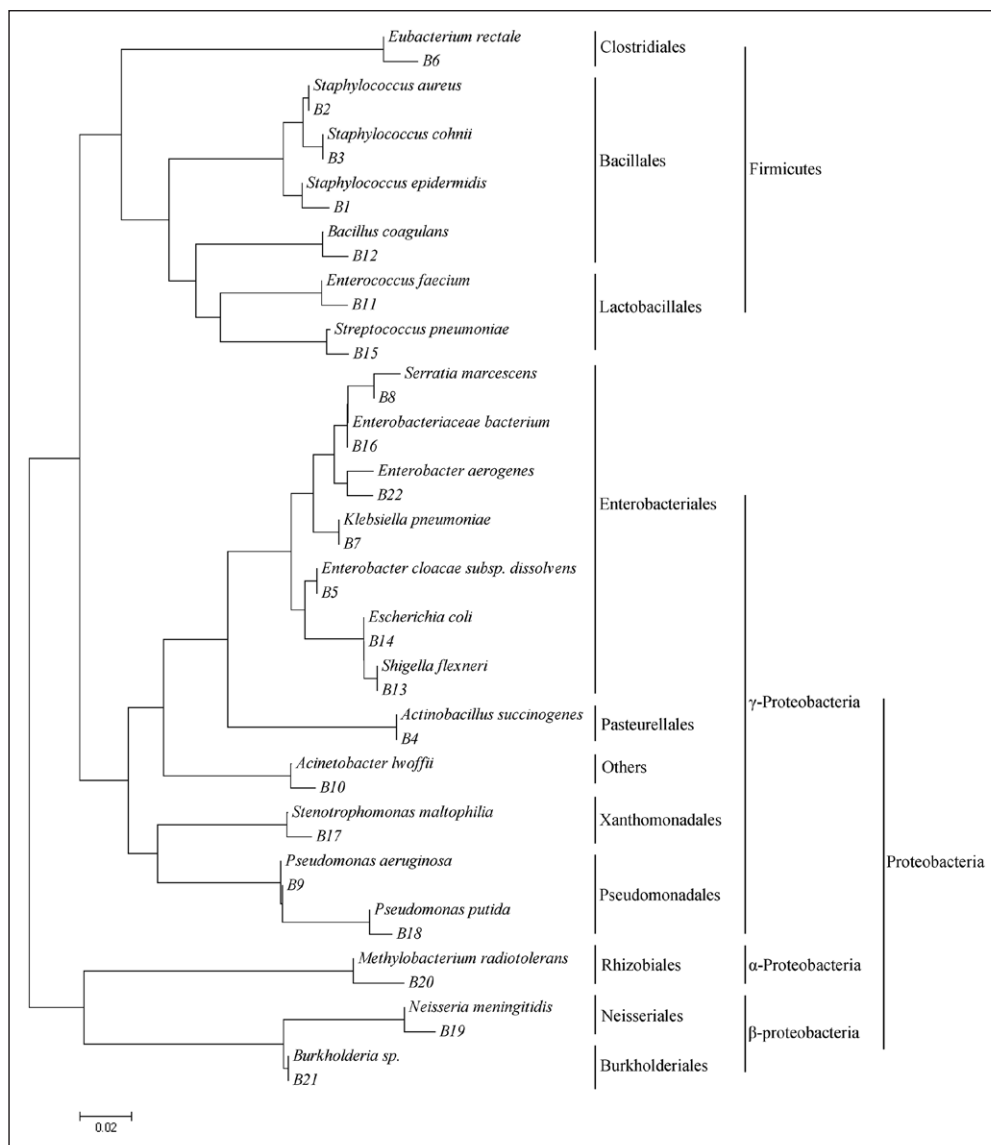 Eubacterium rectale
B6
Clostridiales
Staphylococcus aureus
B2
Staphylococcus cohnii
B3
Staphylococcus epidermidis
B1
Bacillus coagulans
B12
Bacillales
Enterococcus faecium
B11
Streptococcus pneumoniae
B15
Lactobacillales
Firmicutes
Serratia marcescens
B8
Enterobacteriaceae bacterium
B16
Enterobacter aerogenes
B22
Klebsiella pneumoniae
B7
Enterobacter cloacae subsp. dissolvens
B5
Escherichia coli
B14
Shigella flexneri
B13
Enterobacteriales
Actinobacillus succinogenes
B4
Pasteurellales
Acinetobacter lwoffii
B10
Others
Stenotrophomonas maltophilia
B17
Xanthomonadales
Pseudomonas aeruginosa
B9
Pseudomonas putida
B18
Pseudomonadales
γ-Proteobacteria
Methylobacterium radiotolerans
B20
Rhizobiales
α-Proteobacteria
Neisseria meningitidis
B19
Neisseriales
Burkholderia sp.
B21
Burkholderiales
β-proteobacteria
Proteobacteria
0.02